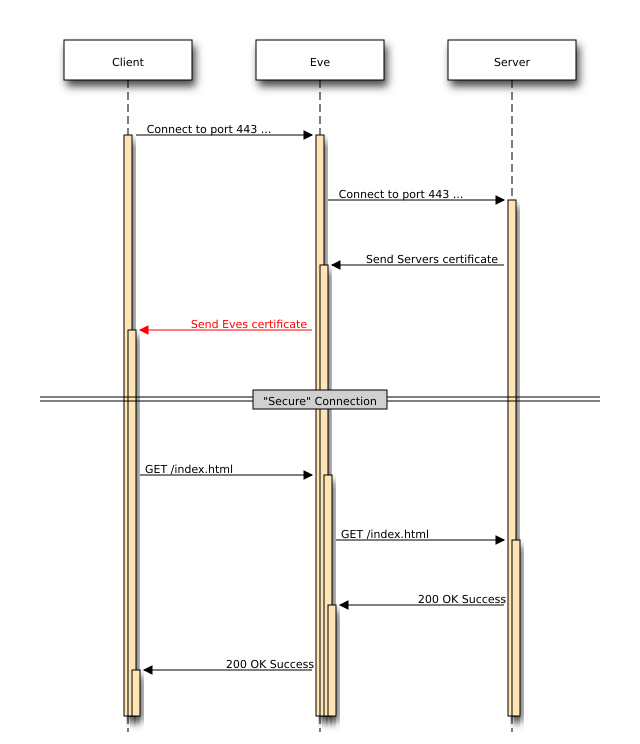 Client
Eve
Server
Connect to port 443 ...
Connect to port 443 ...
Send Servers certificate
Send Eves certificate
"Secure" Connection
GET /index.html
GET /index.html
200 OK Success
200 OK Success